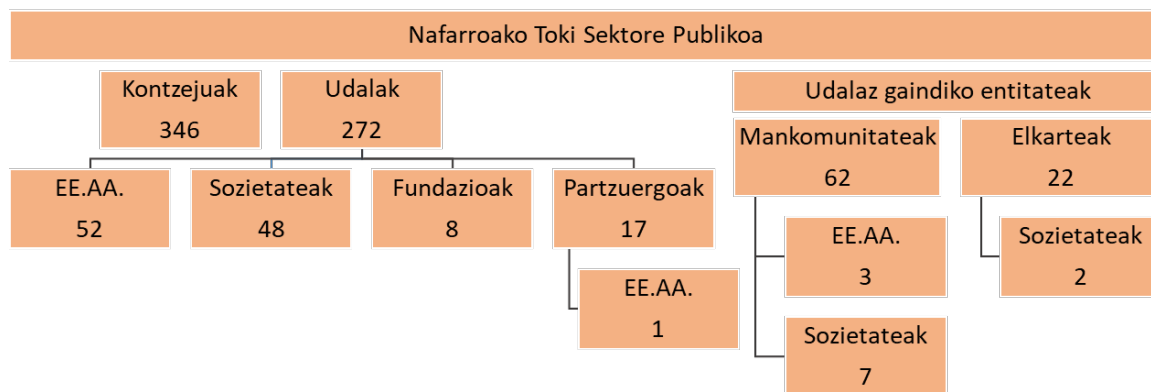 Nafarroako Toki Sektore Publikoa
Kontzejuak
346
Udalak
272
EE.AA.
52
Sozietateak
48
Fundazioak
8
Partzuergoak
17
EE.AA.
1
Udalaz gaindiko entitateak
Mankomunitateak
62
EE.AA.
3
Sozietateak
7
Elkarteak
22
Sozietateak
2